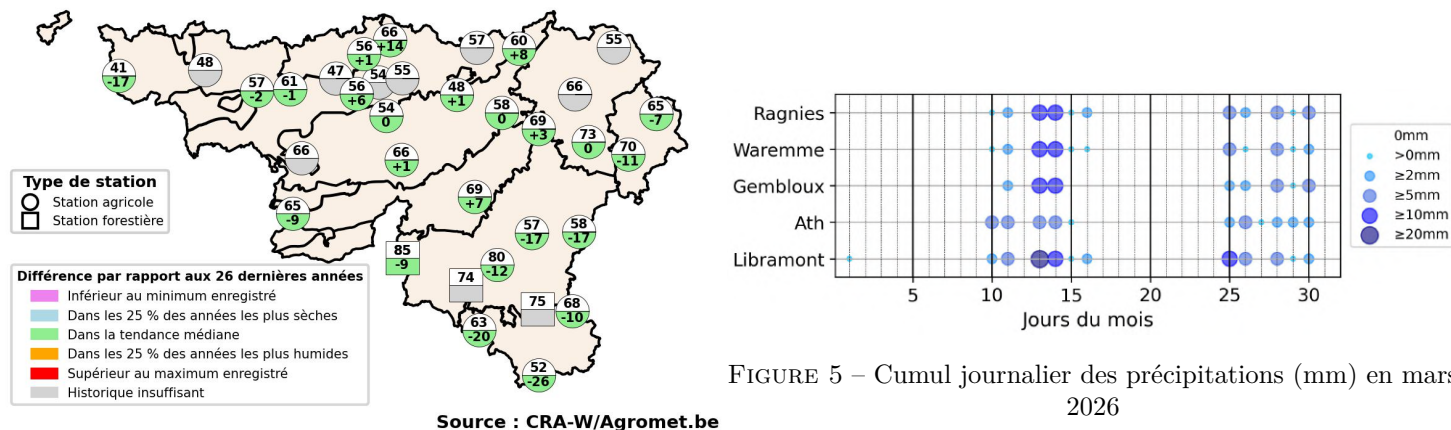 66
+14
56
+1
57
60
+8
55
41
-17
48
57
-2
61
-1
47
54
55
56
+6
54
0
48
+1
58
0
66
65
-7
69
+3
73
0
70
-11
66
66
+1
69
+7
65
-9
57
-17
58
-17
85
-9
80
-12
74
75
68
-10
63
-20
52
-26
Type de station
Station agricole
Station forestière
Différence par rapport aux 26 dernières années
Inférieur au minimum enregistré
Dans les 25 % des années les plus sèches
Dans la tendance médiane
Dans les 25 % des années les plus humides
Supérieur au maximum enregistré
Historique insuffisant
Source : CRA-W/Agromet.be
Ragnies
Waremme
Gembloux
Ath
Libramont
5 10 15 20 25 30
Jours du mois
0mm
>0mm
≥2mm
≥5mm
≥10mm
≥20mm
FIGURE 5 – Cumul journalier des précipitations (mm) en mars
2026